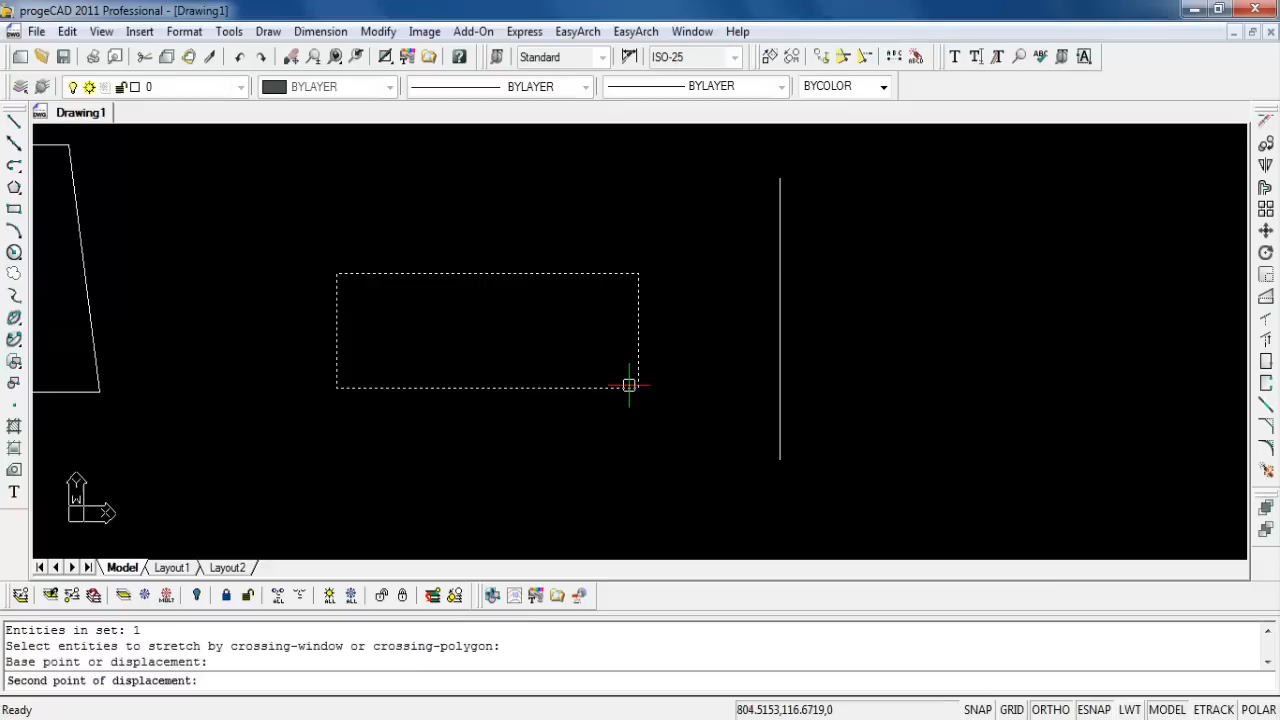 progeCAD 2011 Professional - [Drawing1]
File Edit View Insert Format Tools Draw Dimension Modify Image Add-On Express EasyArch EasyArch Window Help
Standard ISO-25
0 BYLAYER BYLAYER BYLAYER BYCOLOR
Drawing1
Y
W
X
T
Model Layout1 Layout2
Entities in set: 1
Select entities to stretch by crossing-window or crossing-polygon:
Base point or displacement:
Second point of displacement:
Ready 804.5153,116.6719,0 SNAP GRID ORTHO ESNAP LWT MODEL ETRACK POLAR